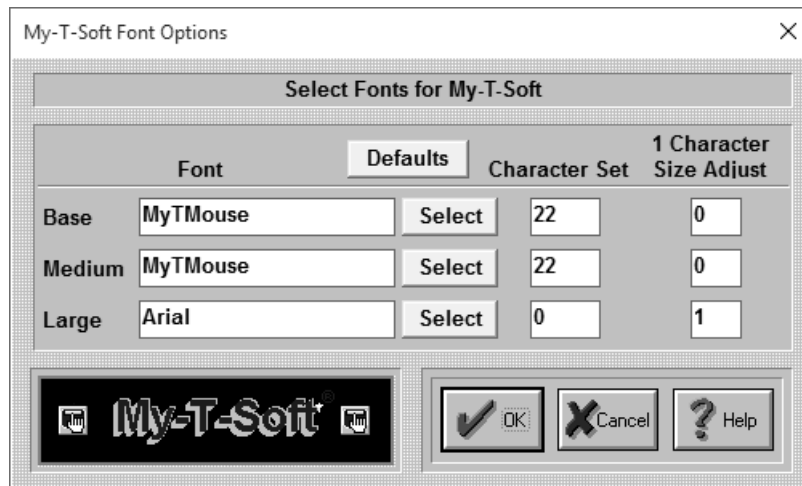 My-T-Soft Font Options
Select Fonts for My-T-Soft
Font Defaults Character Set 1 Character Size Adjust
Base MyTMouse Select 22 0
Medium MyTMouse Select 22 0
Large Arial Select 0 1
My-T-Soft® OK Cancel Help